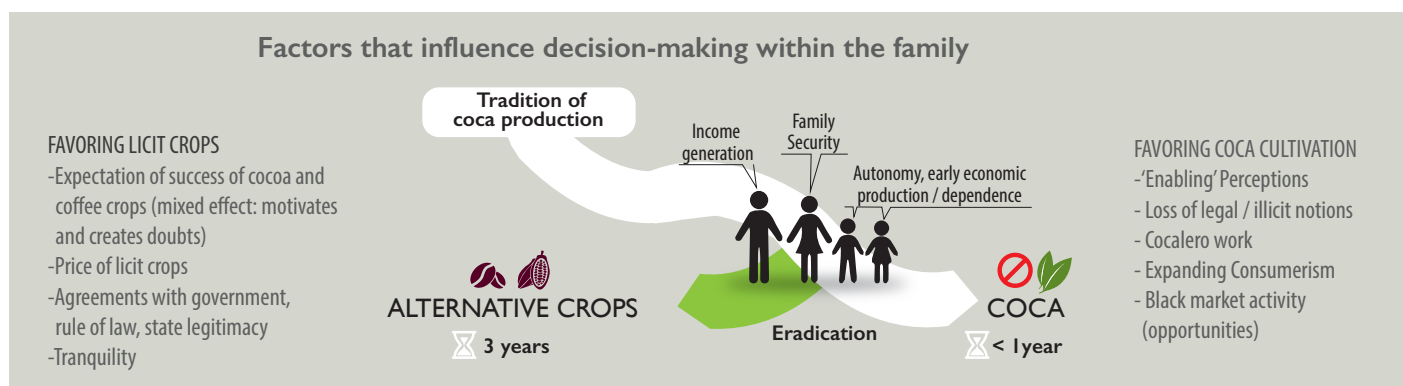 Factors that influence decision-making within the family
Tradition of
coca production
FAVORING LICIT CROPS
-Expectation of success of cocoa and
coffee crops (mixed effect: motivates
and creates doubts)
-Price of licit crops
-Agreements with government,
rule of law, state legitimacy
-Tranquility
Income
generation
Family
Security
Autonomy, early economic
production / dependence
ALTERNATIVE CROPS
3 years
Eradication
COCA
< 1year
FAVORING COCA CULTIVATION
-‘Enabling’ Perceptions
- Loss of legal / illicit notions
- Cocalero work
- Expanding Consumerism
- Black market activity
(opportunities)